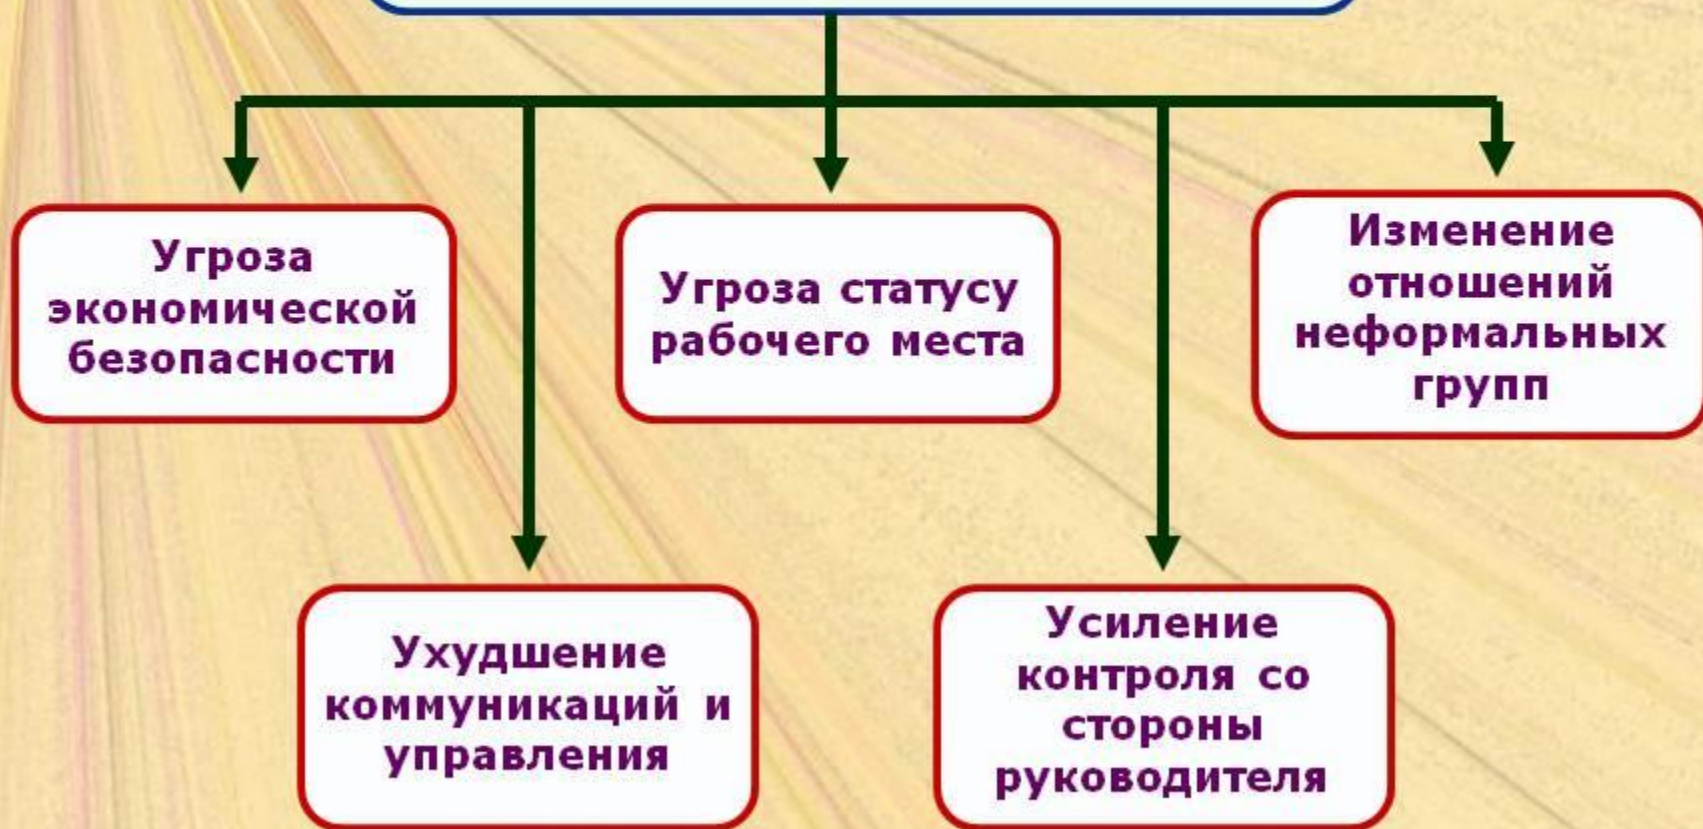 Угроза
экономической
безопасности
Угроза статусу
рабочего места
Изменение
отношений
неформальных
групп
Ухудшение
коммуникаций и
управления
Усиление
контроля со
стороны
руководителя